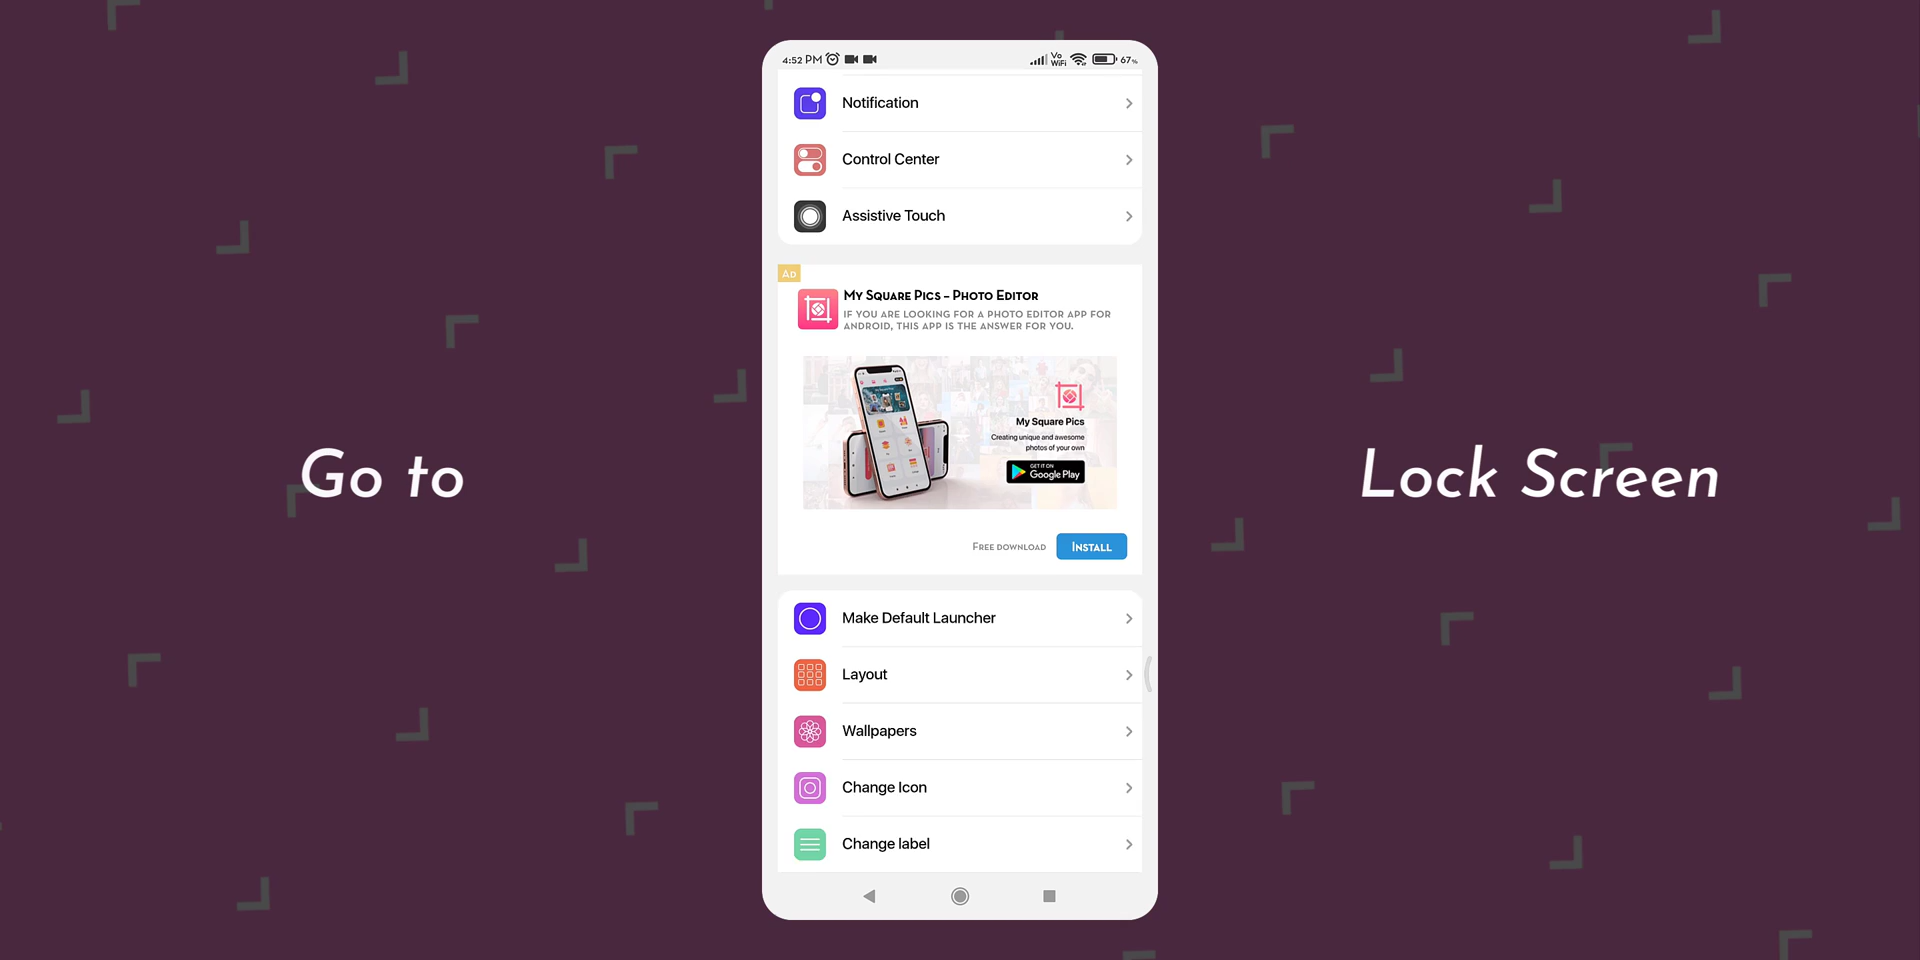 4:52 PM
Vo
WiFi
67%
Notification
Control Center
Assistive Touch
Ad
My Square Pics – Photo Editor
If you are looking for a photo editor app for
Android, this app is the answer for you.
My Square Pics
Creating unique and awesome
photos of your own
GET IT ON
Google Play
Free download
Install
Make Default Launcher
Layout
Wallpapers
Change Icon
Change label
Go to
Lock Screen